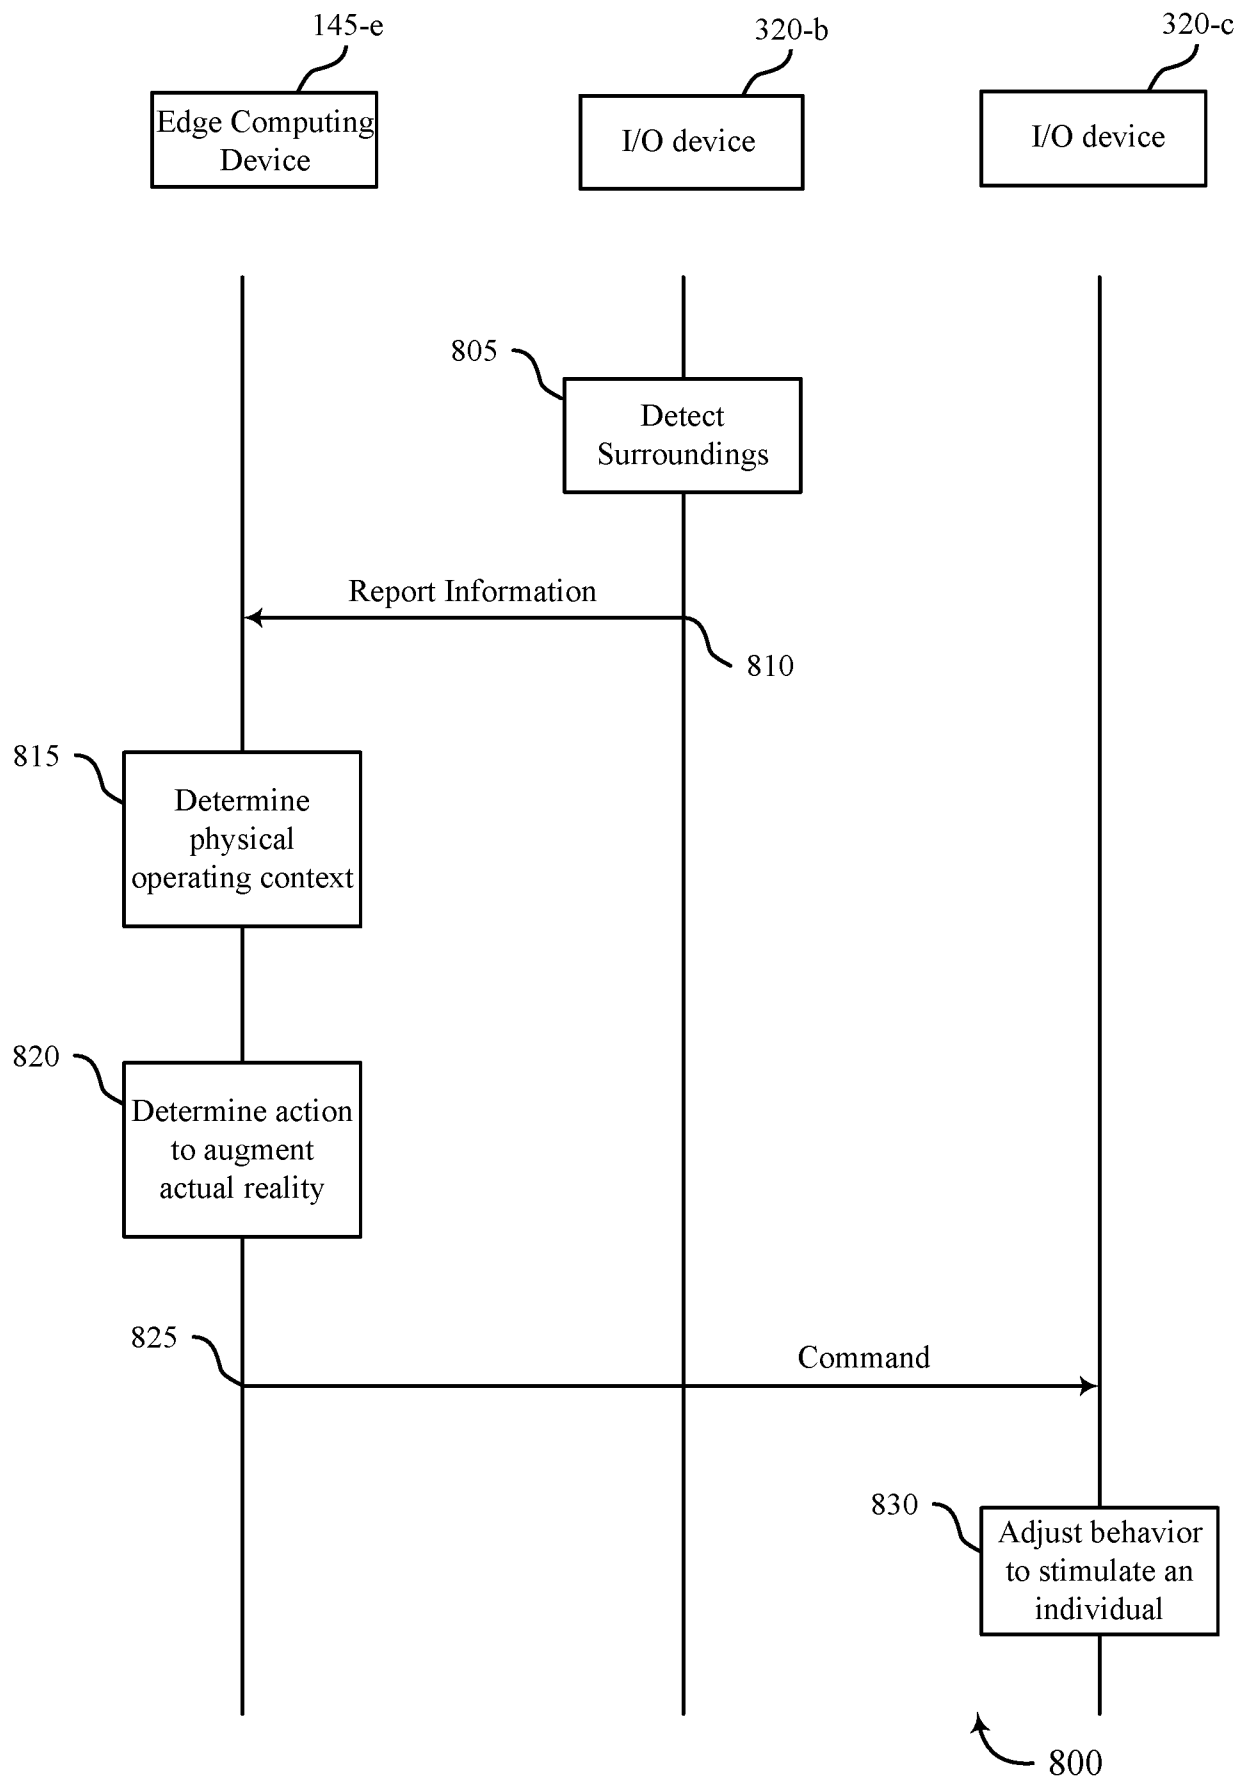 145-e
320-b
320-c
Edge Computing
Device
I/O device
I/O device
805
Detect
Surroundings
Report Information
810
815
Determine
physical
operating context
820
Determine action
to augment
actual reality
825
Command
830
Adjust behavior
to stimulate an
individual
800